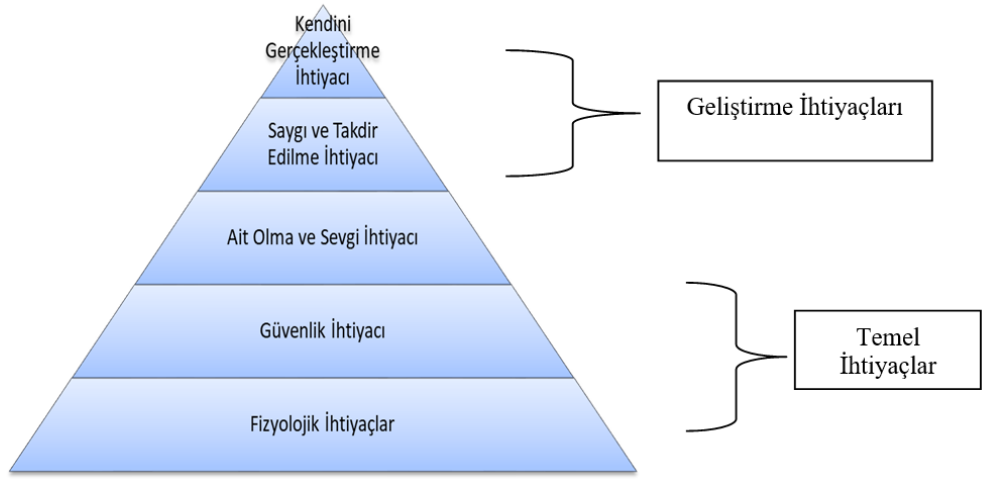 Kendini
Gerçekleştirme
İhtiyacı
Saygı ve Takdir
Edilme İhtiyacı
Ait Olma ve Sevgi İhtiyacı
Güvenlik İhtiyacı
Fizyolojik İhtiyaçlar
Geliştirme İhtiyaçları
Temel
İhtiyaçlar